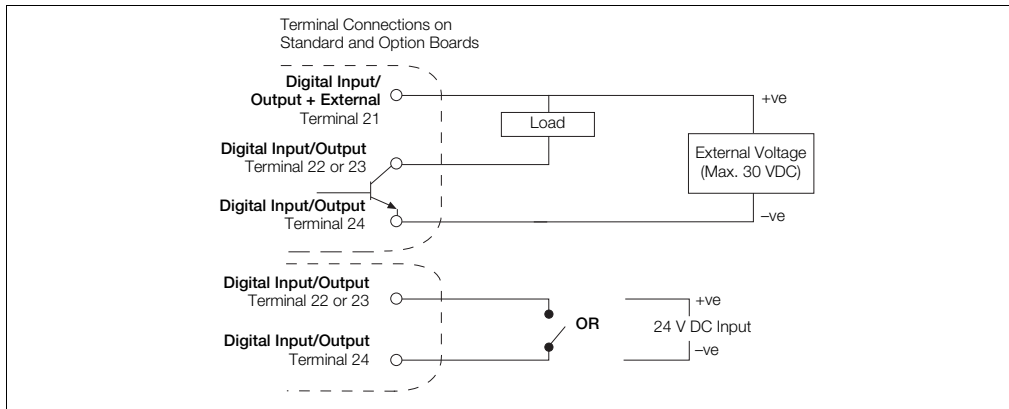 Terminal Connections on
Standard and Option Boards
Digital Input/
Output + External
Terminal 21
+ve
Load
Digital Input/Output
Terminal 22 or 23
External Voltage
(Max. 30 VDC)
Digital Input/Output
Terminal 24
–ve
Digital Input/Output
Terminal 22 or 23
+ve
OR
24 V DC Input
Digital Input/Output
Terminal 24
–ve